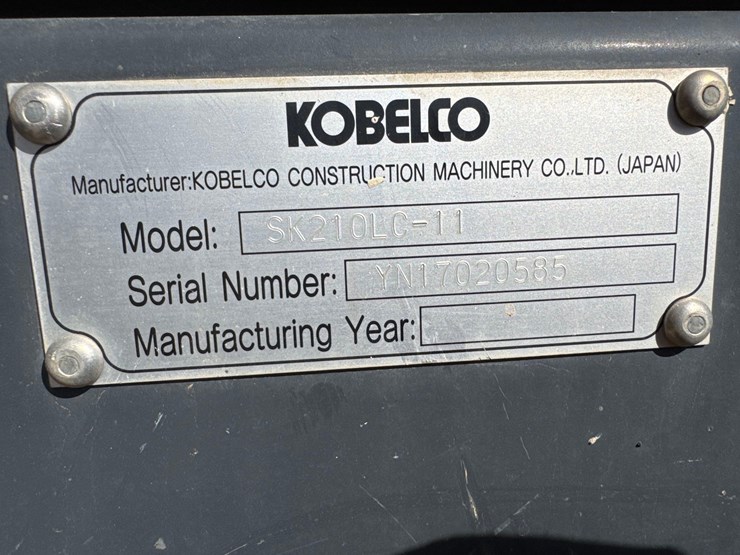 KOBELCO
Manufacturer:KOBELCO CONSTRUCTION MACHINERY CO.,LTD. (JAPAN)
Model: SK210LC-11
Serial Number: YN17020585
Manufacturing Year: